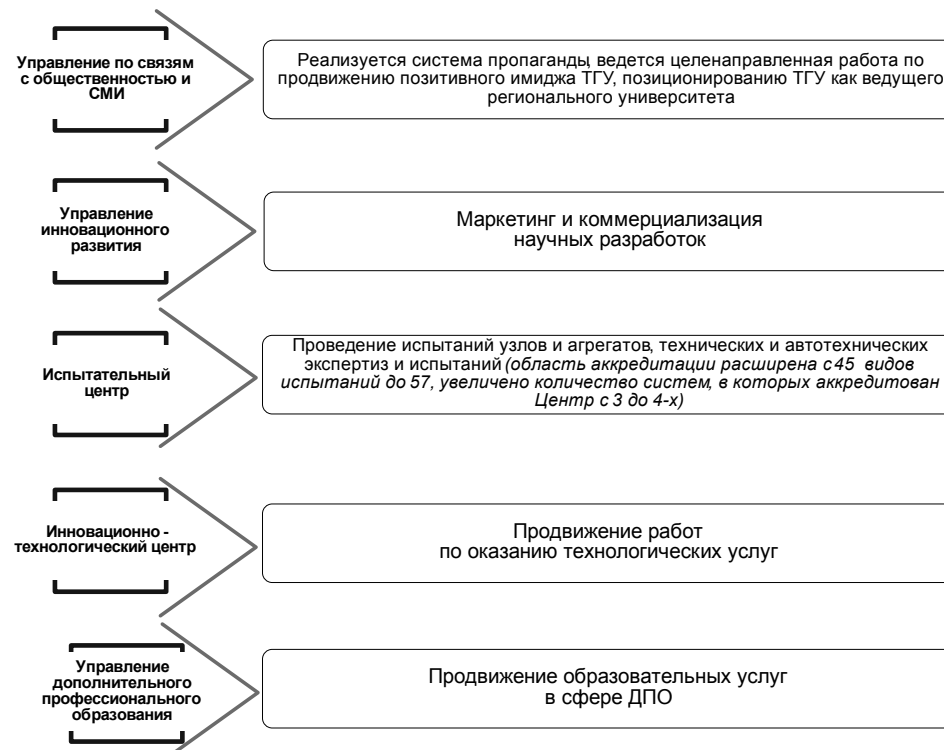 Управление по связям
с общественностью и
СМИ
Реализуется система пропаганды, ведется целенаправленная работа по
продвижению позитивного имиджа ТГУ, позиционированию ТГУ как ведущего
регионального университета
Управление
инновационного
развития
Маркетинг и коммерциализация
научных разработок
Испытательный
центр
Проведение испытаний узлов и агрегатов, технических и автотехнических
экспертиз и испытаний (область аккредитации расширена с 45 видов
испытаний до 57, увеличено количество систем, в которых аккредитован
Центр с 3 до 4-х)
Инновационно -
технологический центр
Продвижение работ
по оказанию технологических услуг
Управление
дополнительного
профессионального
образования
Продвижение образовательных услуг
в сфере ДПО